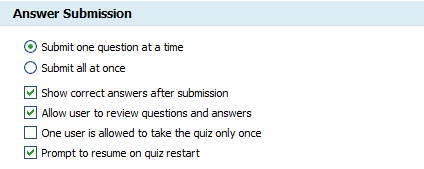 Answer Submission
Submit one question at a time
Submit all at once
Show correct answers after submission
Allow user to review questions and answers
One user is allowed to take the quiz only once
Prompt to resume on quiz restart